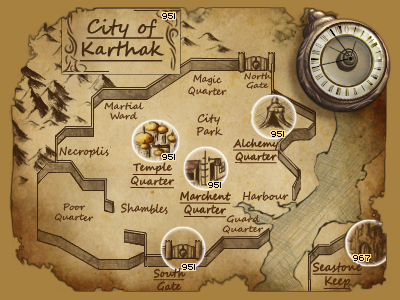 951
City of
Karthak
Magic
Quarter
North
Gate
Martial
Ward
City
Park
951
Necroplis
951
Alchemy
Quarter
Temple
Quarter
951
Marchent
Quarter
Harbour
Poor
Quarter
Shambles
Guard
Quarter
951
South
Gate
967
Seastone
Keep